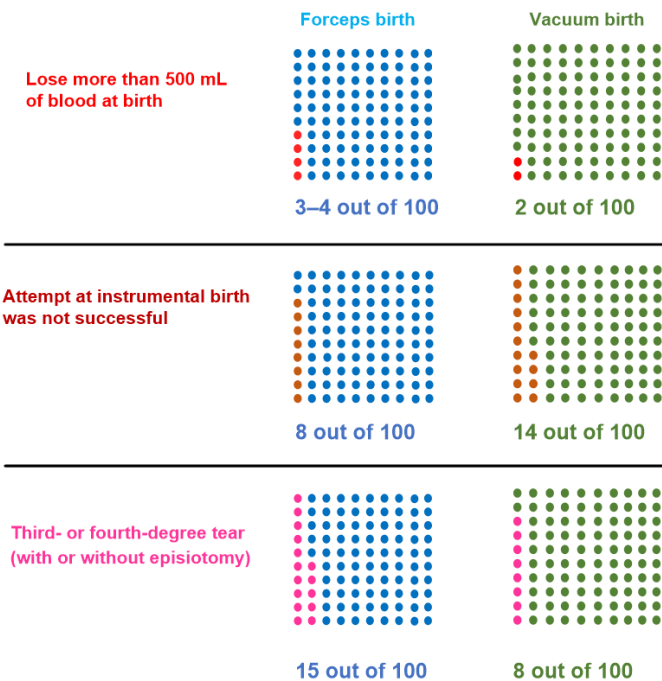 Forceps birth
Vacuum birth
Lose more than 500 mL
of blood at birth
3–4 out of 100
2 out of 100
Attempt at instrumental birth
was not successful
8 out of 100
14 out of 100
Third- or fourth-degree tear
(with or without episiotomy)
15 out of 100
8 out of 100